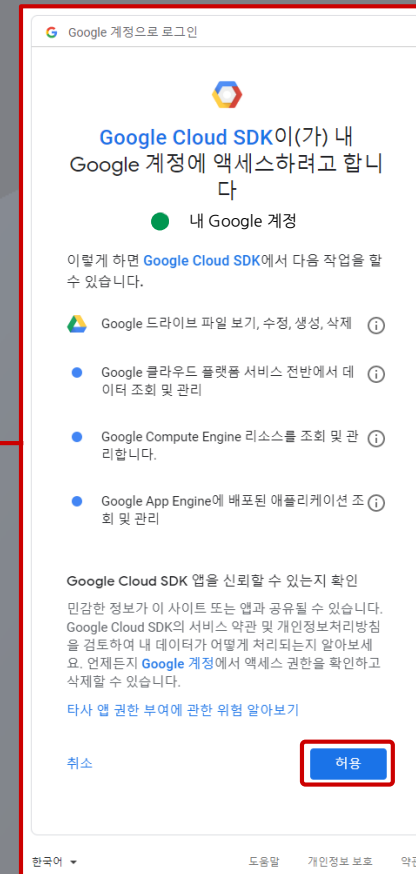 Google 계정으로 로그인
Google Cloud SDK이(가) 내
Google 계정에 액세스하려고 합니
다
내 Google 계정
이렇게 하면 Google Cloud SDK에서 다음 작업을 할
수 있습니다.
Google 드라이브 파일 보기, 수정, 생성, 삭제
Google 클라우드 플랫폼 서비스 전반에서 데
이터 조회 및 관리
Google Compute Engine 리소스를 조회 및 관
리합니다.
Google App Engine에 배포된 애플리케이션 조
회 및 관리
Google Cloud SDK 앱을 신뢰할 수 있는지 확인
민감한 정보가 이 사이트 또는 앱과 공유될 수 있습니다.
Google Cloud SDK의 서비스 약관 및 개인정보처리방침
을 검토하여 내 데이터가 어떻게 처리되는지 알아보세
요. 언제든지 Google 계정에서 액세스 권한을 확인하고
삭제할 수 있습니다.
타사 앱 권한 부여에 관한 위험 알아보기
취소
허용
한국어
도움말
개인정보 보호
약관